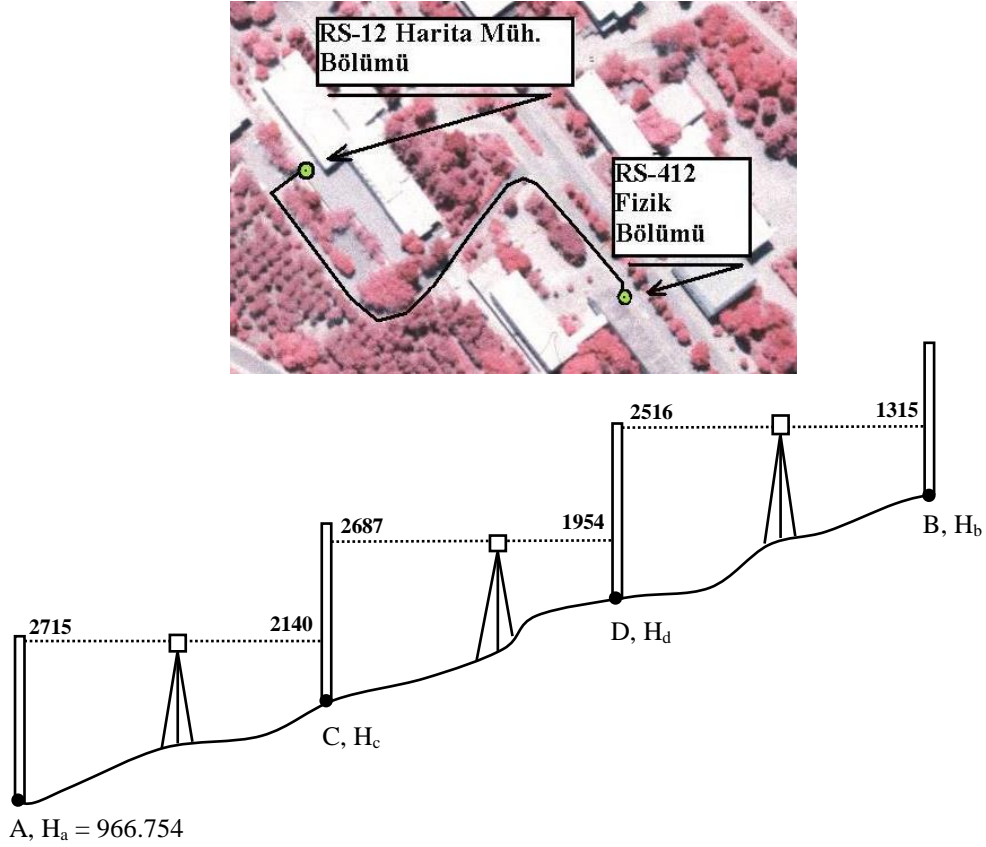 RS-12 Harita Müh.
Bölümü
RS-412
Fizik
Bölümü
2516
1315
2687
1954
B, Hb
2715
2140
D, Hd
C, Hc
A, Ha = 966.754